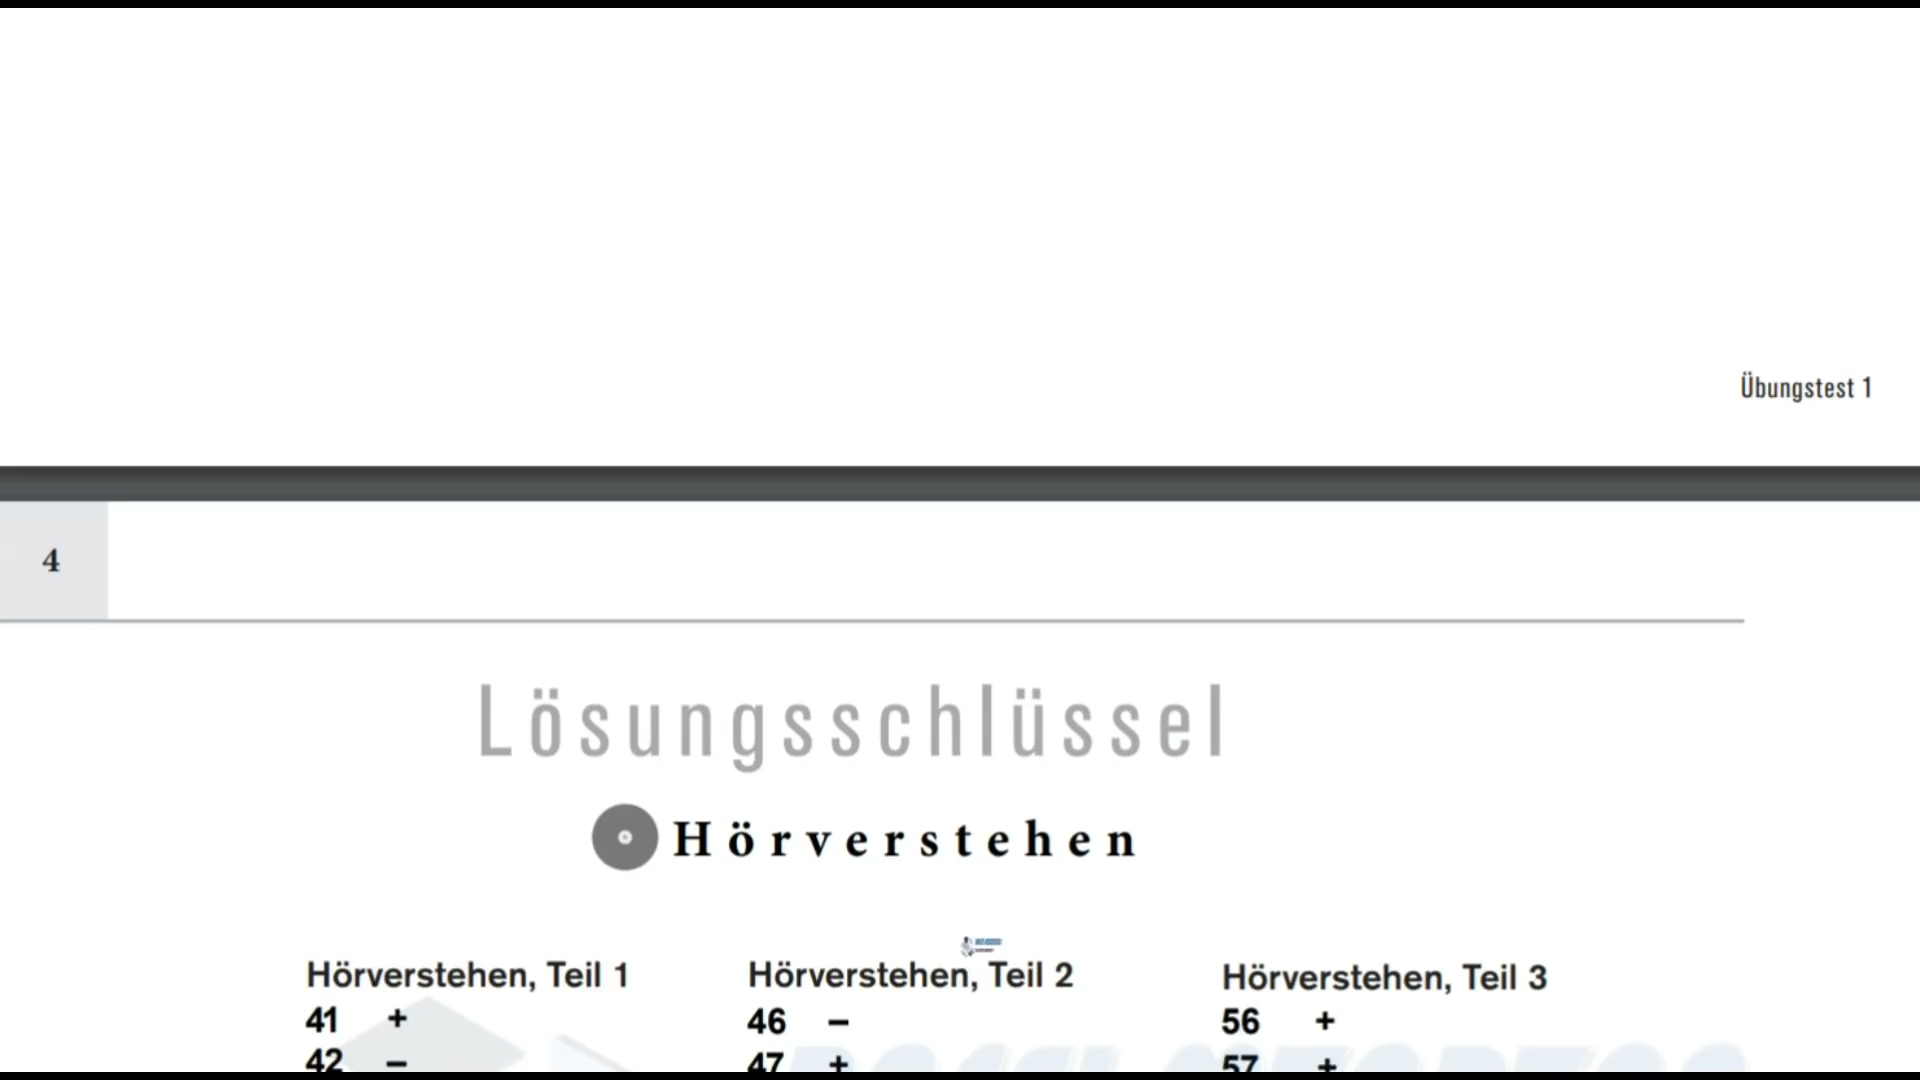 Übungstest 1
4
Lösungsschlüssel
Hörverstehen
Hörverstehen, Teil 1
41 +
42 –
Hörverstehen, Teil 2
46 –
47 +
Hörverstehen, Teil 3
56 +
57 +